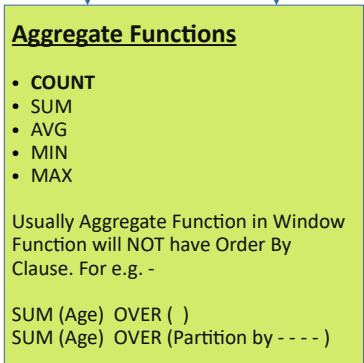 Aggregate Functions
• COUNT
• SUM
• AVG
• MIN
• MAX
Usually Aggregate Function in Window
Function will NOT have Order By
Clause. For e.g. -
SUM (Age)  OVER (  )
SUM (Age)  OVER (Partition by - - - - )